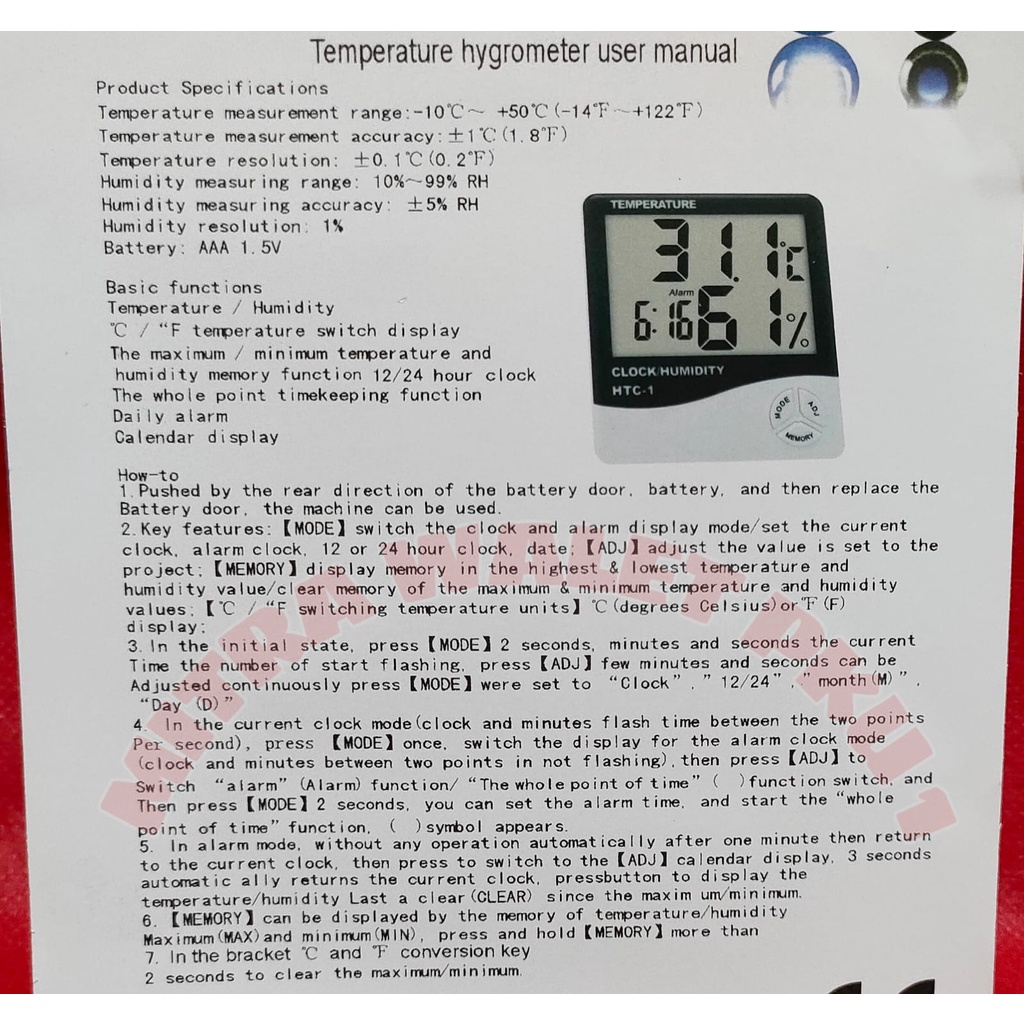 Temperature hygrometer user manual
Product Specifications
Temperature measurement range:-10℃～ +50℃(-14℉～+122℉)
Temperature measurement accuracy:±1℃(1.8℉)
Temperature resolution: ±0.1℃(0.2℉)
Humidity measuring range: 10%～99% RH
Humidity measuring accuracy: ±5% RH
Humidity resolution: 1%
Battery: AAA 1.5V
Basic functions
Temperature / Humidity
℃ / “F temperature switch display
The maximum / minimum temperature and
humidity memory function 12/24 hour clock
The whole point timekeeping function
Daily alarm
Calendar display
TEMPERATURE
31.1℃
Alarm
6:16 61%
CLOCK/HUMIDITY
HTC-1
MODE
ADJ
MEMORY
How-to
1.Pushed by the rear direction of the battery door, battery, and then replace the
Battery door, the machine can be used.
2.Key features:【MODE】switch the clock and alarm display mode/set the current
clock, alarm clock, 12 or 24 hour clock, date;【ADJ】adjust the value is set to the
project;【MEMORY】display memory in the highest & lowest temperature and
humidity value/clear memory of the maximum & minimum temperature and humidity
values;【℃ / “F switching temperature units】℃(degrees Celsius)or℉(F)
display;
3. In the initial state, press【MODE】2 seconds, minutes and seconds the current
Time the number of start flashing, press【ADJ】few minutes and seconds can be
Adjusted continuously press【MODE】were set to “Clock”,”12/24”,”month(M)”,
“Day (D)”
4. In the current clock mode(clock and minutes flash time between the two points
Per second), press 【MODE】once, switch the display for the alarm clock mode
(clock and minutes between two points in not flashing),then press【ADJ】to
Switch “alarm”(Alarm) function/“The whole point of time” ( )function switch, and
Then press【MODE】2 seconds, you can set the alarm time, and start the“whole
point of time”function, ( )symbol appears.
5. In alarm mode, without any operation automatically after one minute then return
to the current clock, then press to switch to the【ADJ】calendar display, 3 seconds
automatic ally returns the current clock, pressbutton to display the
temperature/humidity Last a clear(CLEAR) since the maxim um/minimum.
6. 【MEMORY】can be displayed by the memory of temperature/humidity
Maximum(MAX)and minimum(MIN), press and hold【MEMORY】more than
7. In the bracket ℃ and ℉ conversion key
2 seconds to clear the maximum/minimum.